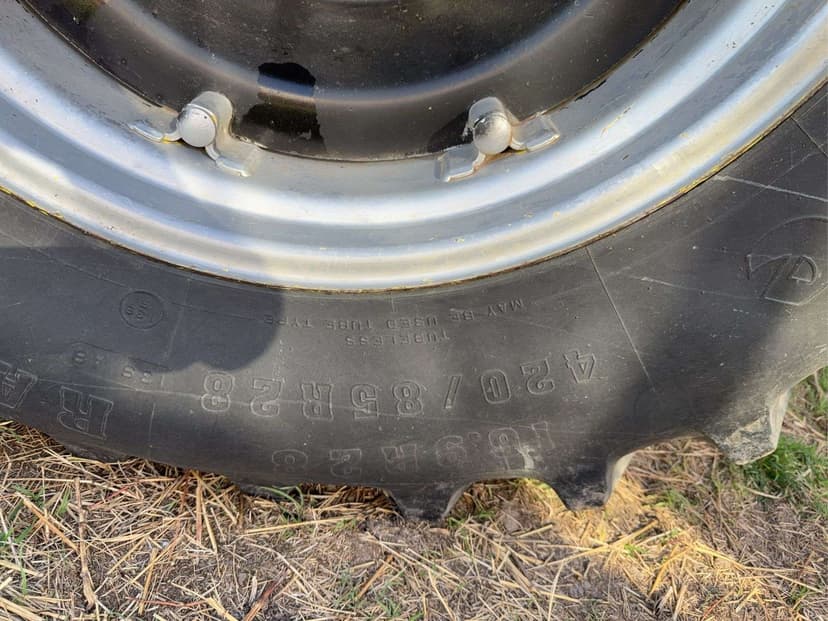 16.9R28
420/85R28
TUBELESS
MAY BE USED TUBE TYPE